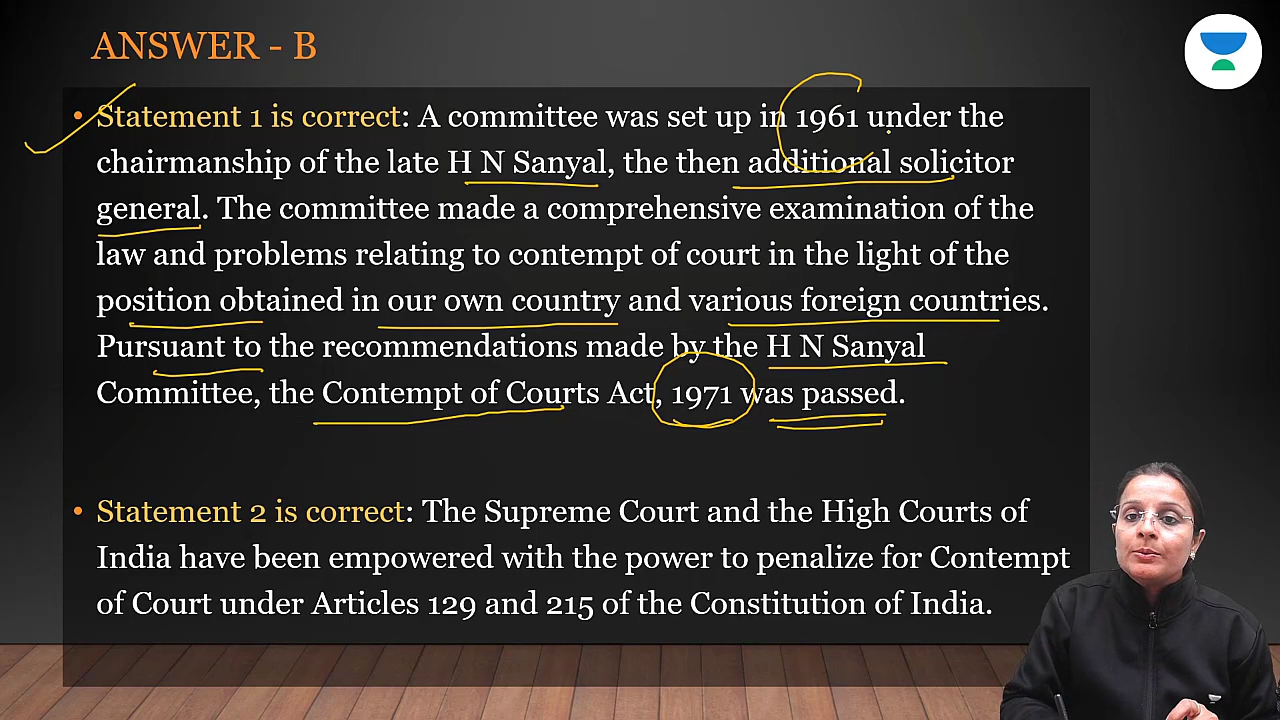 ANSWER - B
• Statement 1 is correct: A committee was set up in 1961 under the
chairmanship of the late H N Sanyal, the then additional solicitor
general. The committee made a comprehensive examination of the
law and problems relating to contempt of court in the light of the
position obtained in our own country and various foreign countries.
Pursuant to the recommendations made by the H N Sanyal
Committee, the Contempt of Courts Act, 1971 was passed.
• Statement 2 is correct: The Supreme Court and the High Courts of
India have been empowered with the power to penalize for Contempt
of Court under Articles 129 and 215 of the Constitution of India.